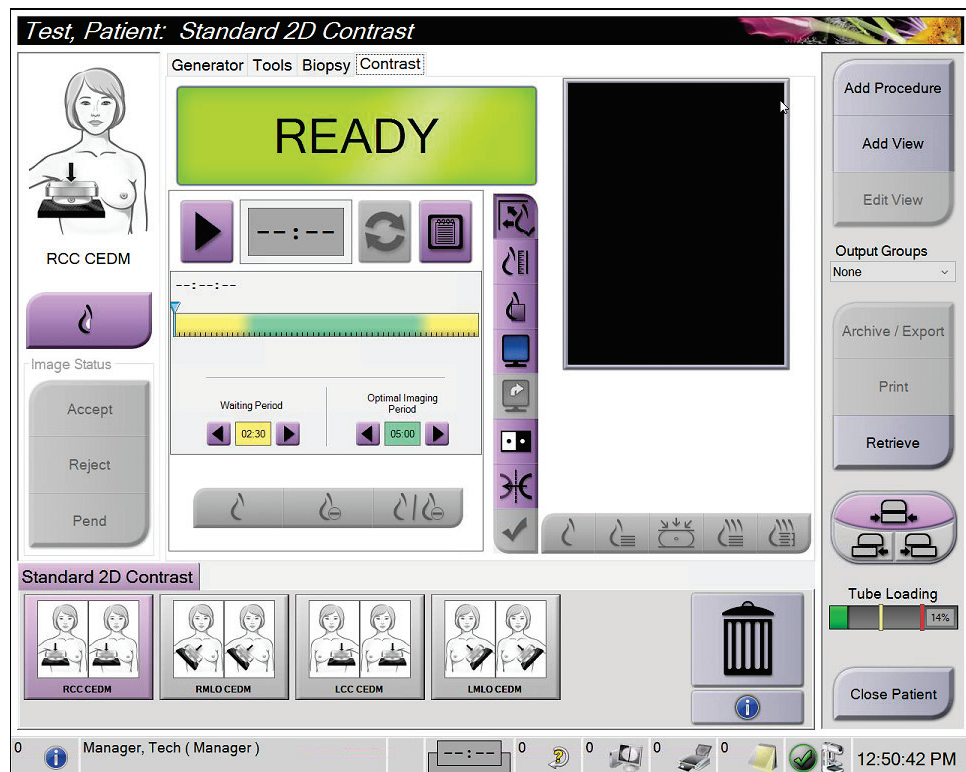 Test, Patient: Standard 2D Contrast
Generator Tools Biopsy Contrast
READY
RCC CEDM
--:--
--:--:--
Waiting Period
Optimal Imaging
Period
02:30
05:00
Image Status
Accept
Reject
Pend
Add Procedure
Add View
Edit View
Output Groups
None
Archive / Export
Print
Retrieve
Tube Loading
14%
Close Patient
Standard 2D Contrast
RCC CEDM
RMLO CEDM
LCC CEDM
LMLO CEDM
0
Manager, Tech ( Manager )
--:--
0
0
0
0
12:50:42 PM